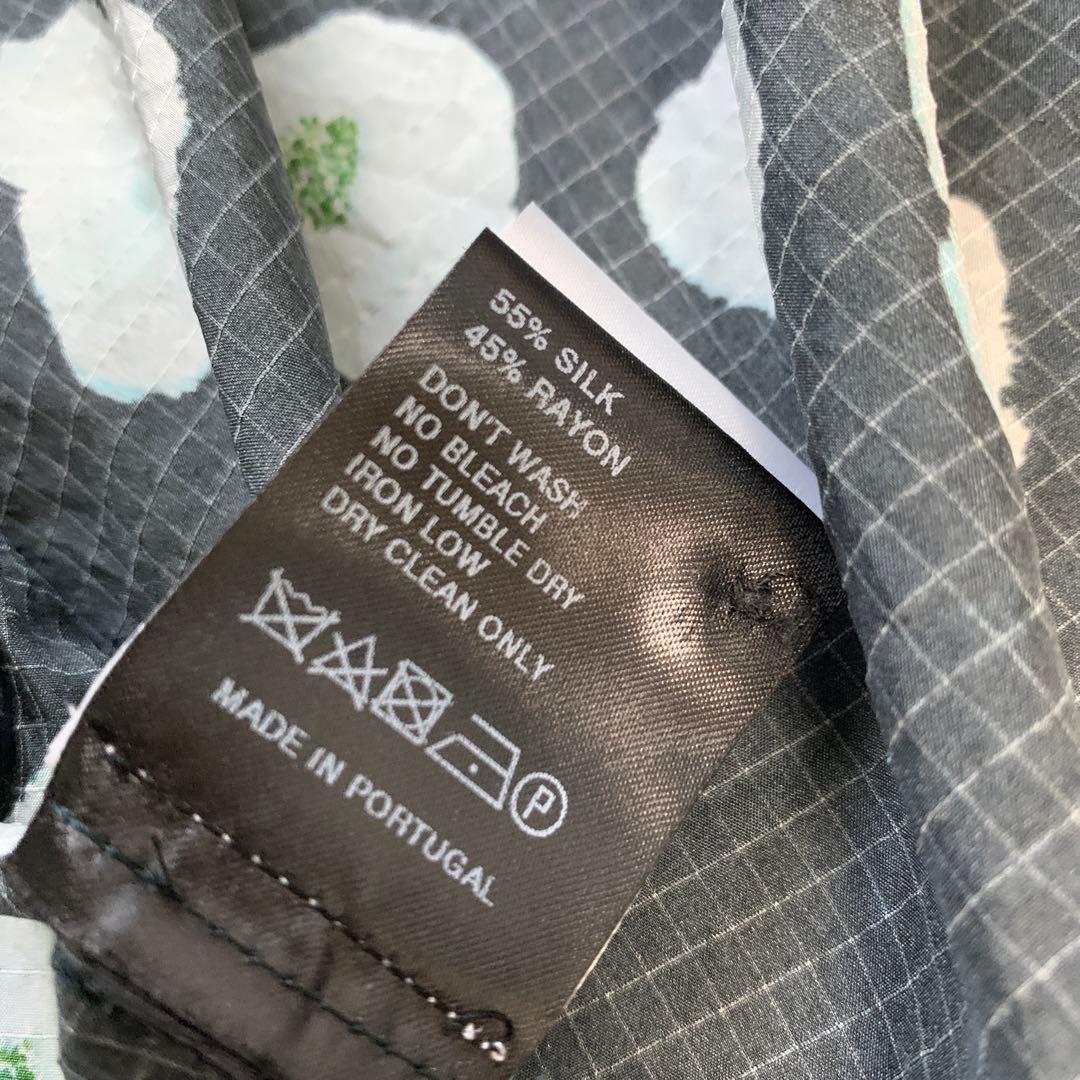 55% SILK
45% RAYON
DON'T WASH
NO BLEACH
NO TUMBLE DRY
IRON LOW
DRY CLEAN ONLY
P
MADE IN PORTUGAL